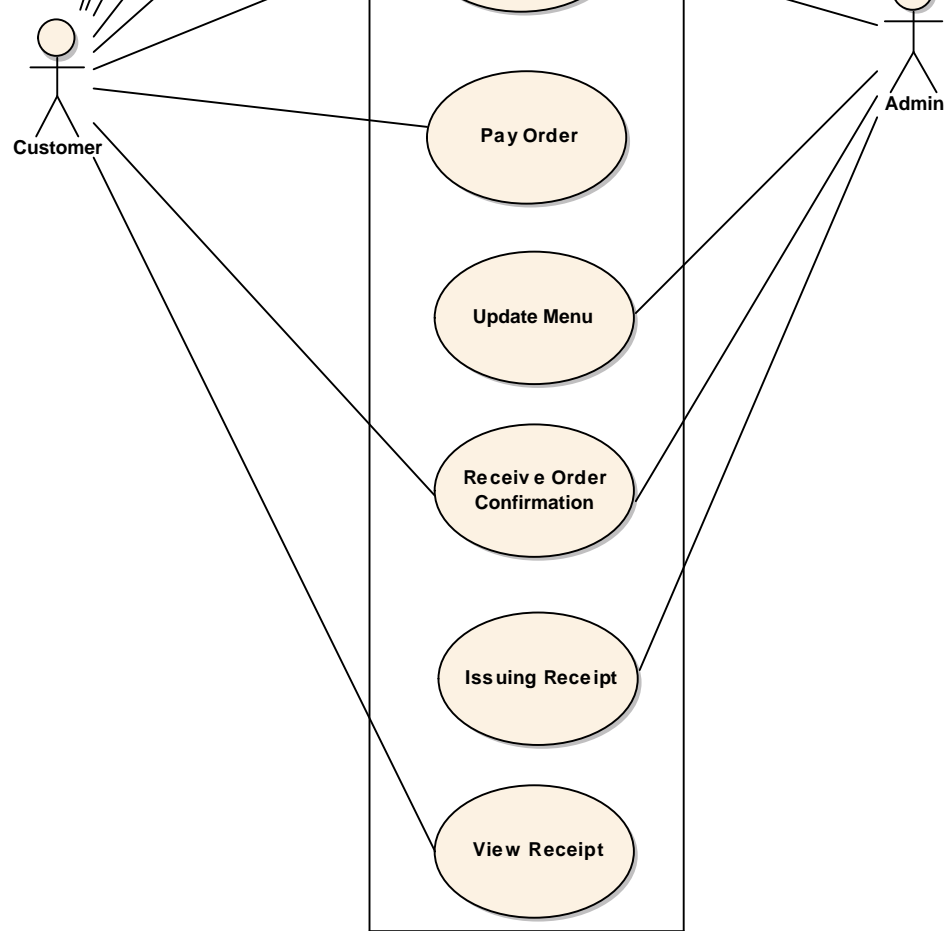 Admin
Pay Order
Customer
Update Menu
Receive Order
Confirmation
Issuing Receipt
View Receipt